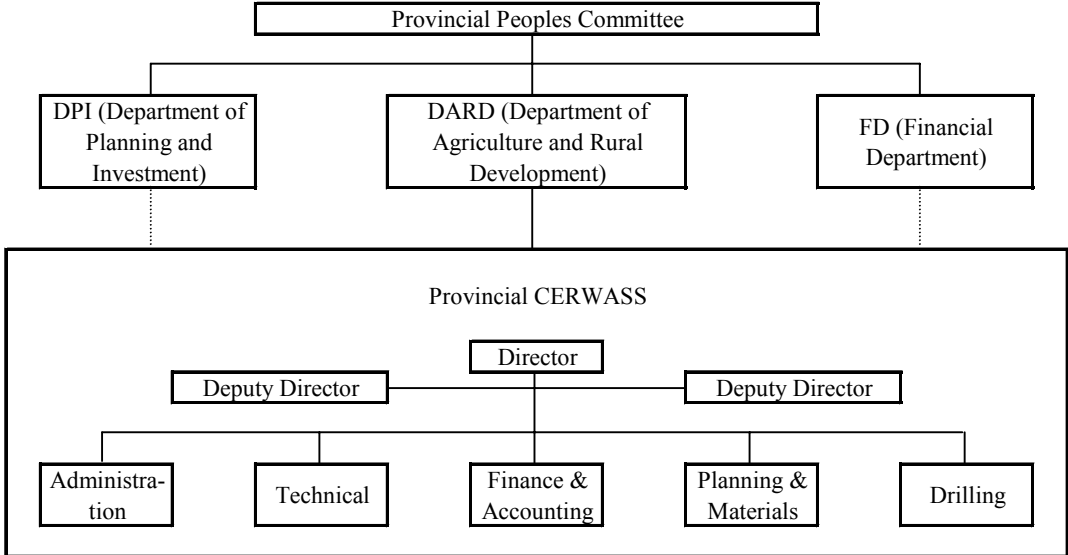 Provincial Peoples Committee
DPI (Department of
Planning and
Investment)
DARD (Department of
Agriculture and Rural
Development)
FD (Financial
Department)
Provincial CERWASS
Director
Deputy Director
Deputy Director
Administra-
tion
Technical
Finance &
Accounting
Planning &
Materials
Drilling